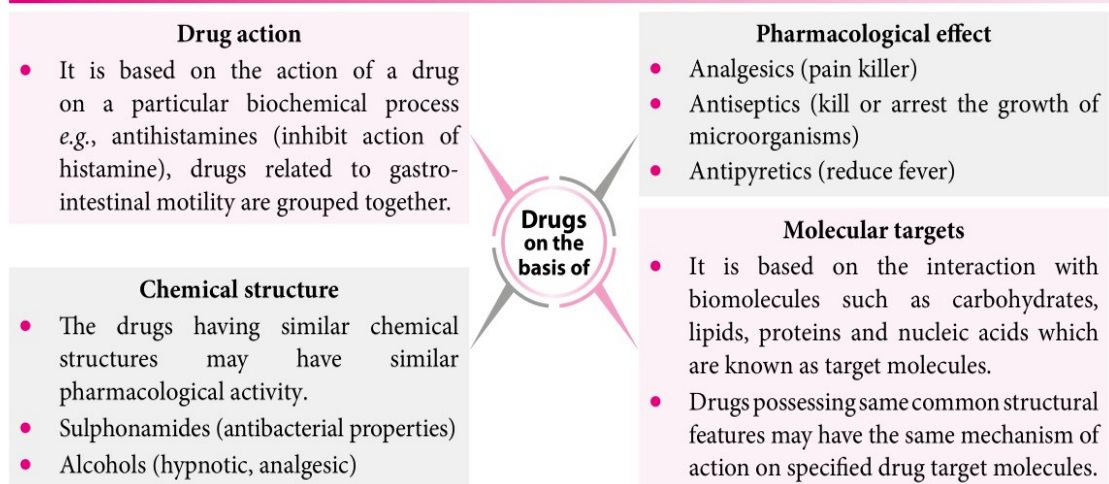 Drug action
• It is based on the action of a drug
on a particular biochemical process
e.g., antihistamines (inhibit action of
histamine), drugs related to gastro-
intestinal motility are grouped together.
Pharmacological effect
• Analgesics (pain killer)
• Antiseptics (kill or arrest the growth of
microorganisms)
• Antipyretics (reduce fever)
Drugs
on the
basis of
Chemical structure
• The drugs having similar chemical
structures may have similar
pharmacological activity.
• Sulphonamides (antibacterial properties)
• Alcohols (hypnotic, analgesic)
Molecular targets
• It is based on the interaction with
biomolecules such as carbohydrates,
lipids, proteins and nucleic acids which
are known as target molecules.
• Drugs possessing same common structural
features may have the same mechanism of
action on specified drug target molecules.